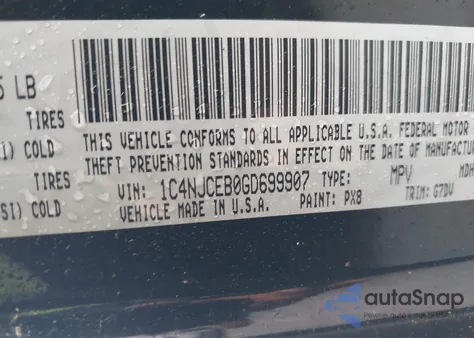 5 LB
TIRES
I) COLD
THIS VEHICLE CONFORMS TO ALL APPLICABLE U.S.A. FEDERAL MOTOR
THEFT PREVENTION STANDARDS IN EFFECT ON THE DATE OF MANUFACTUR
TIRES
SI) COLD
VIN: 1C4NJCEB0GD699907 TYPE: MPV MDH
VEHICLE MADE IN U.S.A. PAINT: PX8 TRIM: G7DV
autoSnap